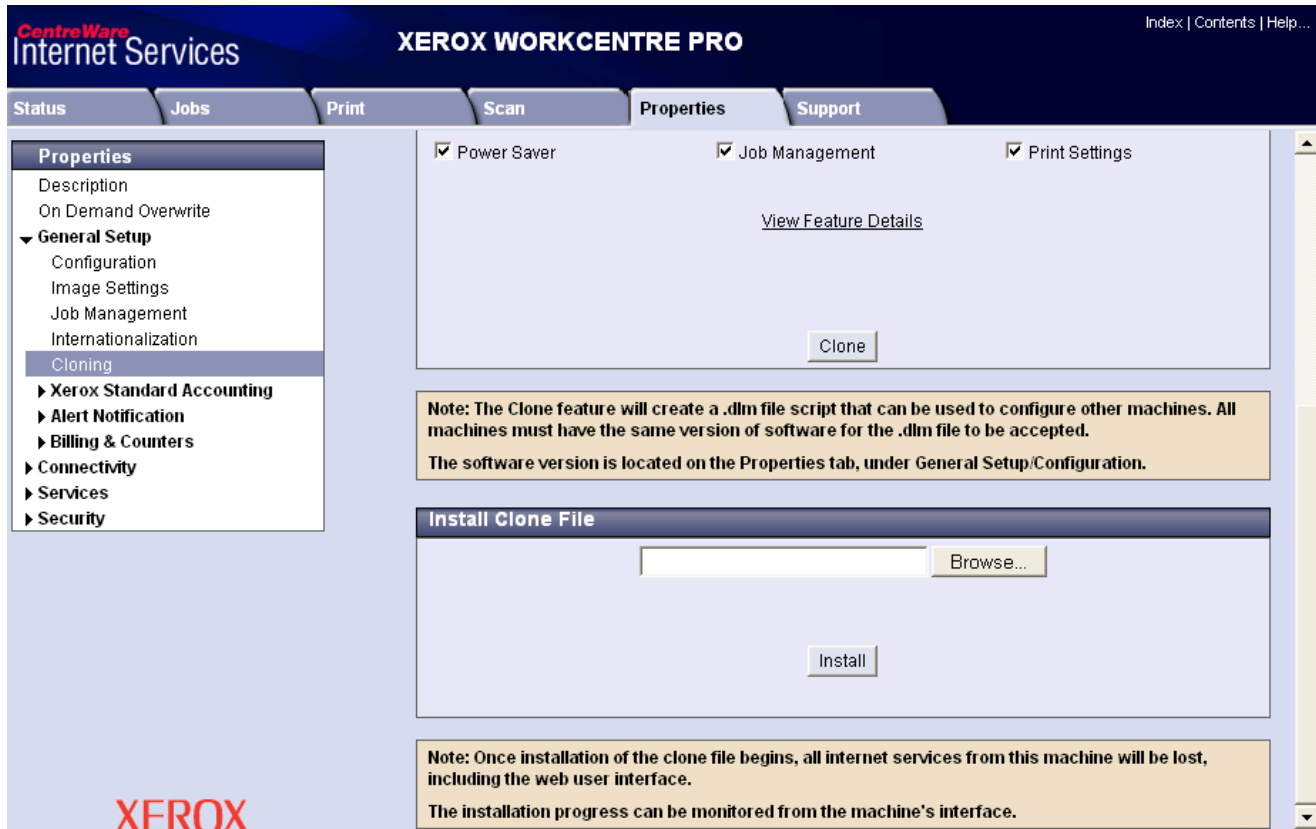 CentreWare
Internet Services
XEROX WORKCENTRE PRO
Index | Contents | Help...
Status
Jobs
Print
Scan
Properties
Support
Properties
Description
On Demand Overwrite
General Setup
Configuration
Image Settings
Job Management
Internationalization
Cloning
Xerox Standard Accounting
Alert Notification
Billing & Counters
Connectivity
Services
Security
XEROX
Power Saver
Job Management
Print Settings
View Feature Details
Clone
Note: The Clone feature will create a .dlm file script that can be used to configure other machines. All
machines must have the same version of software for the .dlm file to be accepted.
The software version is located on the Properties tab, under General Setup/Configuration.
Install Clone File
Browse...
Install
Note: Once installation of the clone file begins, all internet services from this machine will be lost,
including the web user interface.
The installation progress can be monitored from the machine's interface.